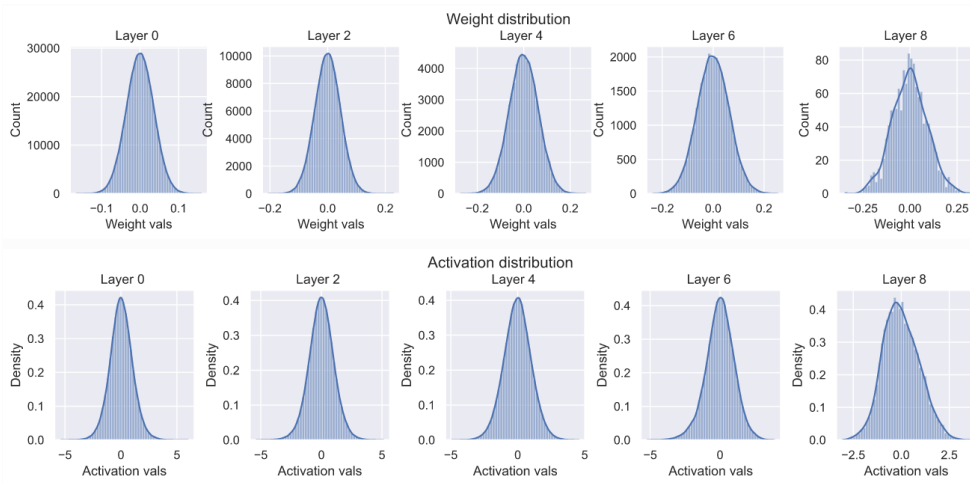 Weight distribution
Layer 0
Layer 2
Layer 4
Layer 6
Layer 8
Count
30000
20000
10000
0
−0.1
0.0
0.1
Weight vals
Count
10000
8000
6000
4000
2000
0
−0.2
0.0
0.2
Weight vals
Count
4000
3000
2000
1000
0
−0.2
0.0
0.2
Weight vals
Count
2000
1500
1000
500
0
−0.2
0.0
0.2
Weight vals
Count
80
60
40
20
0
−0.25
0.00
0.25
Weight vals
Activation distribution
Layer 0
Layer 2
Layer 4
Layer 6
Layer 8
Density
0.4
0.3
0.2
0.1
0.0
−5
0
5
Activation vals
Density
0.4
0.3
0.2
0.1
0.0
−5
0
5
Activation vals
Density
0.4
0.3
0.2
0.1
0.0
−5
0
5
Activation vals
Density
0.4
0.3
0.2
0.1
0.0
−5
0
Activation vals
Density
0.4
0.3
0.2
0.1
0.0
−2.5
0.0
2.5
Activation vals